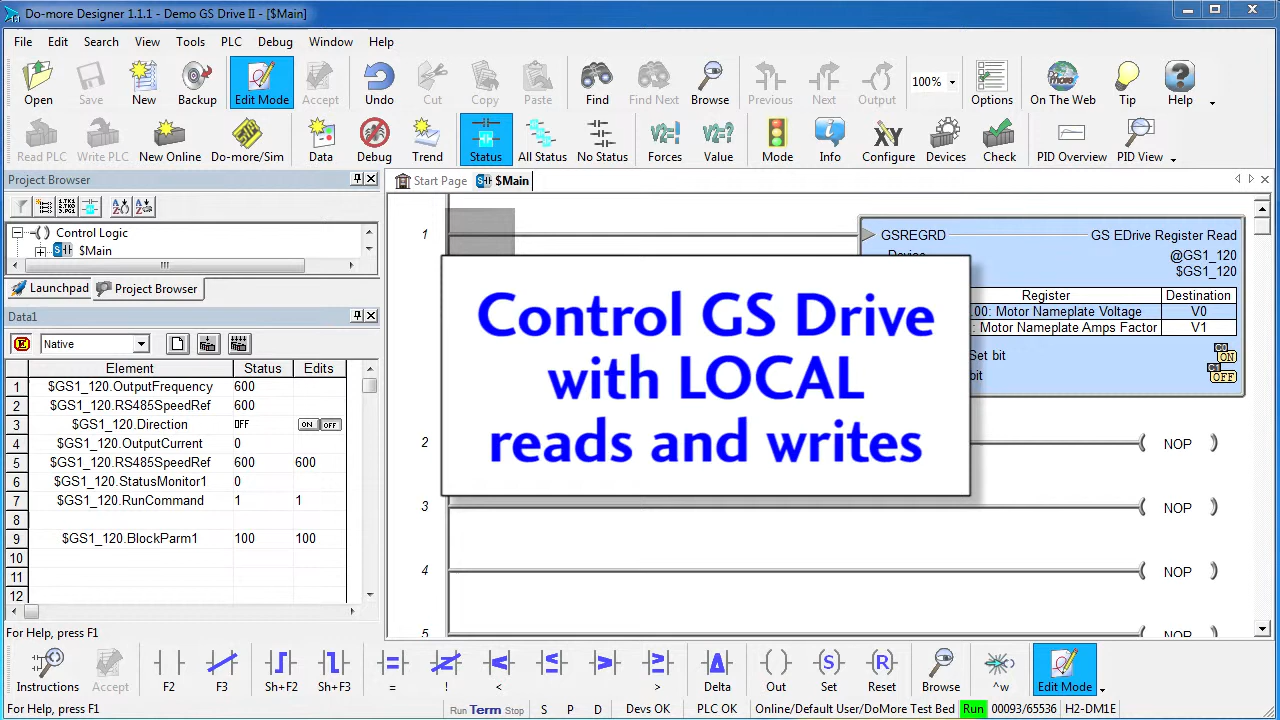 Do-more Designer 1.1.1 - Demo GS Drive II - [$Main]
File Edit Search View Tools PLC Debug Window Help
Open Save New Backup Edit Mode Accept Undo Cut Copy Paste Find Find Next Browse Previous Next Output 100% Options On The Web Tip Help
Read PLC Write PLC New Online Do-more/Sim Data Debug Trend Status All Status No Status Forces Value Mode Info Configure Devices Check PID Overview PID View
Project Browser
Start Page $Main
Control Logic
$Main
Launchpad Project Browser
Data1
Native
Element Status Edits
1 $GS1_120.OutputFrequency 600
2 $GS1_120.RS485SpeedRef 600
3 $GS1_120.Direction OFF ON OFF
4 $GS1_120.OutputCurrent 0
5 $GS1_120.RS485SpeedRef 600 600
6 $GS1_120.StatusMonitor1 0
7 $GS1_120.RunCommand 1 1
8
9 $GS1_120.BlockParm1 100 100
10
11
12
For Help, press F1
1
GSREGRD GS EDrive Register Read
Device @GS1_120
$GS1_120
Register Destination
.00: Motor Nameplate Voltage V0
: Motor Nameplate Amps Factor V1
Set bit C0 ON
bit C1 OFF
Control GS Drive
with LOCAL
reads and writes
2 NOP
3 NOP
4 NOP
5 NOP
Instructions Accept F2 F3 Sh+F2 Sh+F3 = ! < > Delta Out Set Reset Browse ^w Edit Mode
For Help, press F1 Run Term Stop S P D Devs OK PLC OK Online/Default User/DoMore Test Bed Run 00093/65536 H2-DM1E